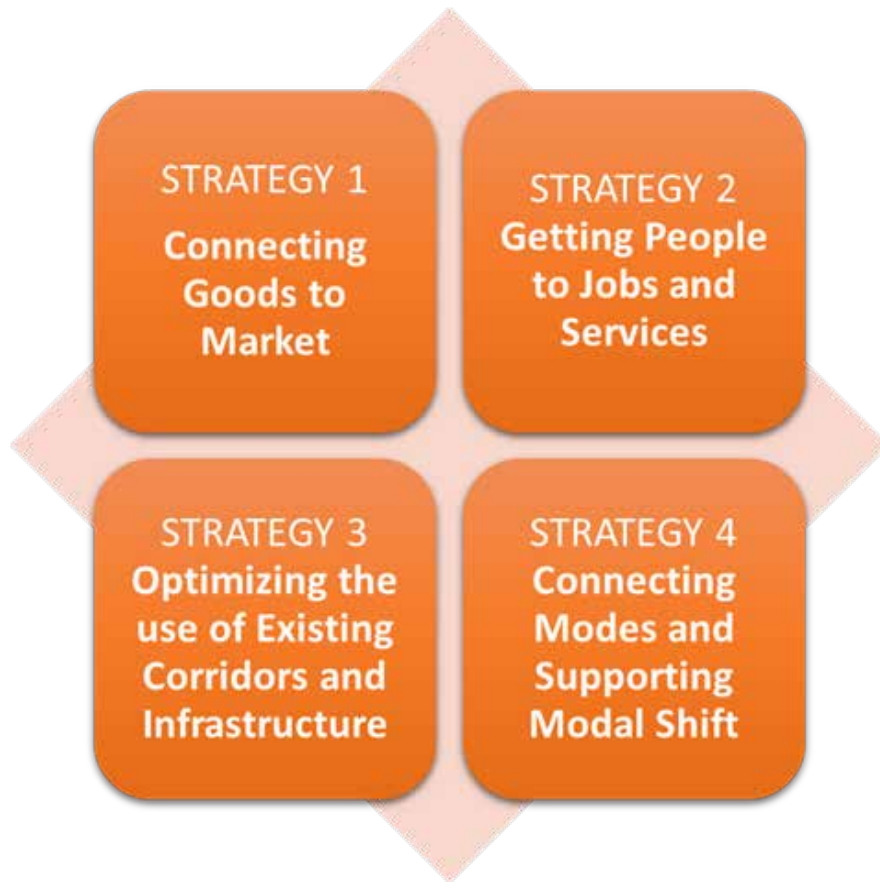 STRATEGY 1
Connecting
Goods to
Market
STRATEGY 2
Getting People
to Jobs and
Services
STRATEGY 3
Optimizing the
use of Existing
Corridors and
Infrastructure
STRATEGY 4
Connecting
Modes and
Supporting
Modal Shift